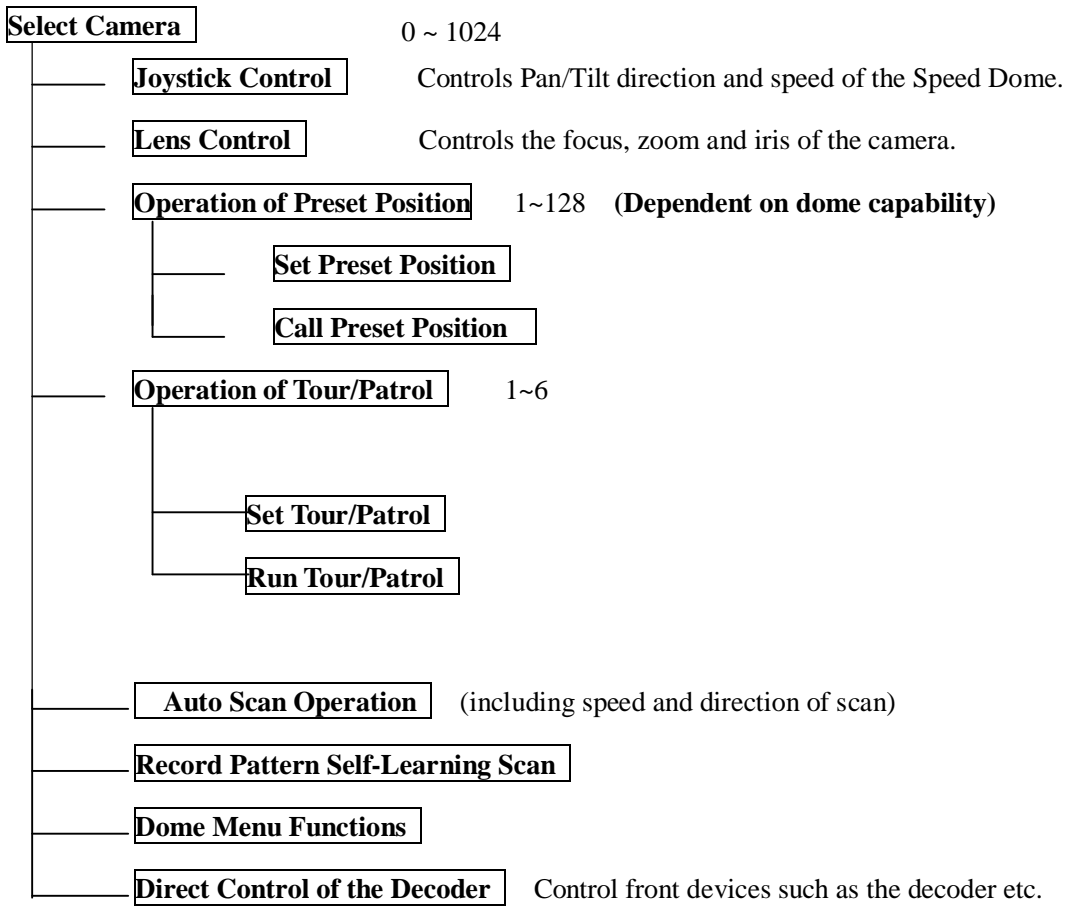 Select Camera 0 ~ 1024
Joystick Control Controls Pan/Tilt direction and speed of the Speed Dome.
Lens Control Controls the focus, zoom and iris of the camera.
Operation of Preset Position 1~128 (Dependent on dome capability)
Set Preset Position
Call Preset Position
Operation of Tour/Patrol 1~6
Set Tour/Patrol
Run Tour/Patrol
Auto Scan Operation (including speed and direction of scan)
Record Pattern Self-Learning Scan
Dome Menu Functions
Direct Control of the Decoder Control front devices such as the decoder etc.